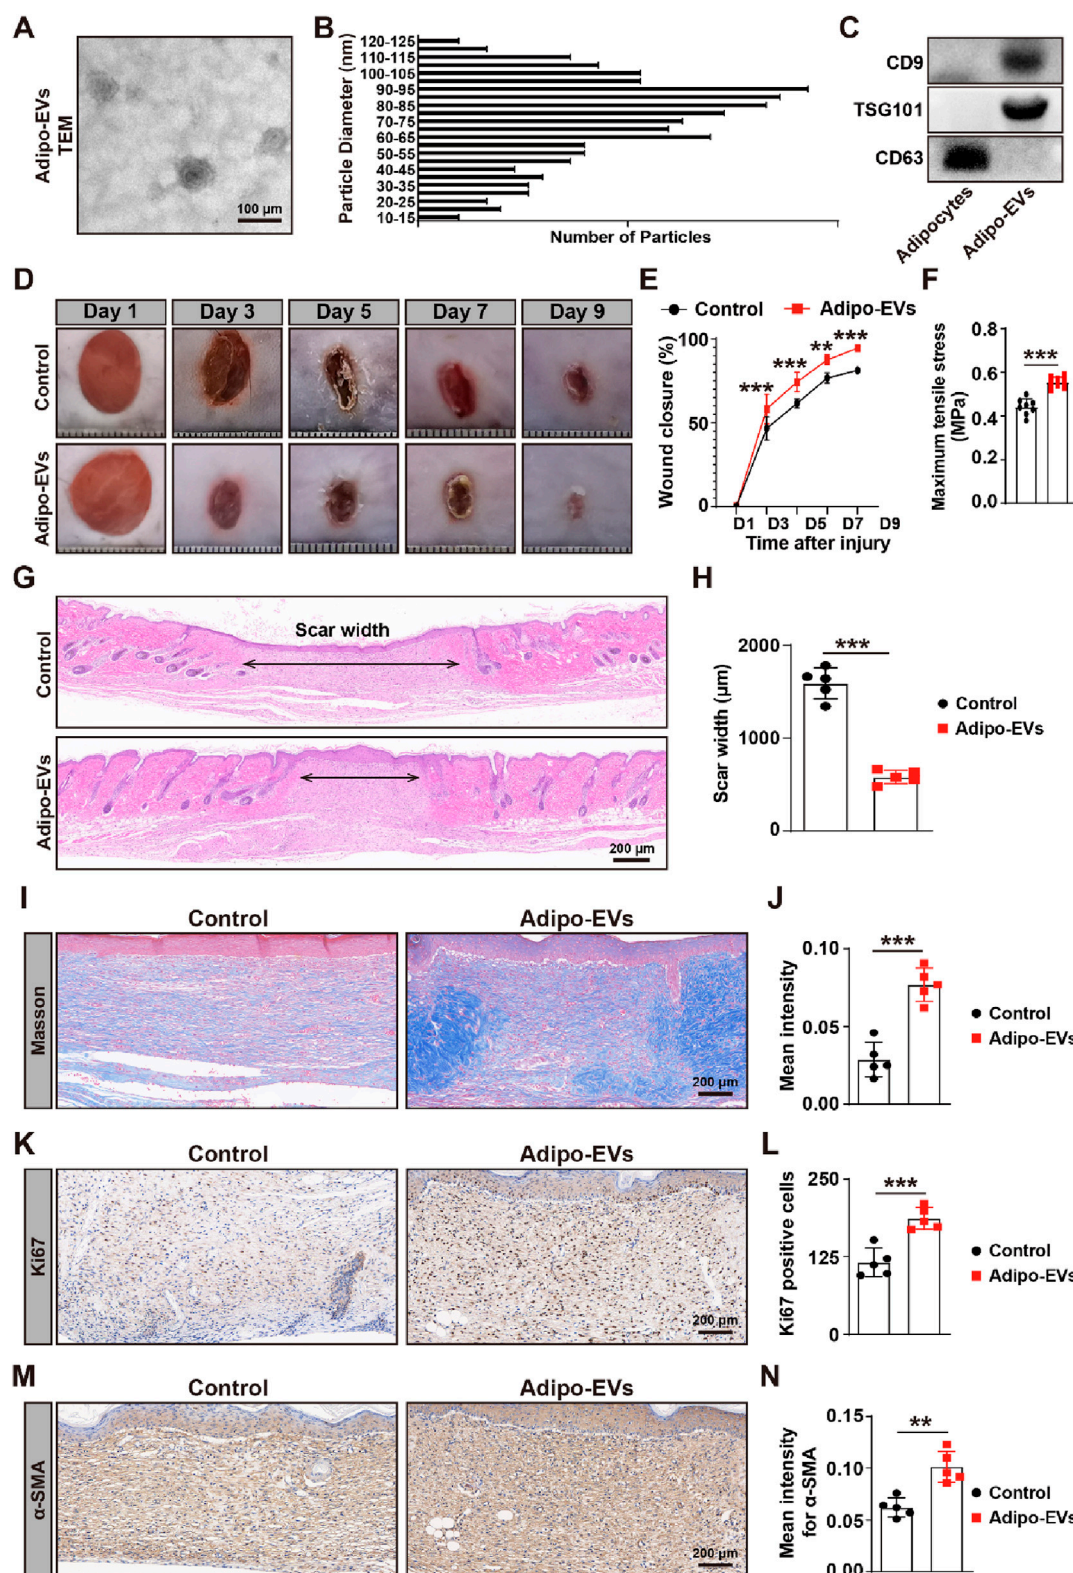 A
Adipo-EVs
TEM
100 μm
B
Particle Diameter (nm)
120-125
110-115
100-105
90-95
80-85
70-75
60-65
50-55
40-45
30-35
20-25
10-15
Number of Particles
C
CD9
TSG101
CD63
Adipocytes
Adipo-EVs
D
Day 1
Day 3
Day 5
Day 7
Day 9
Control
Adipo-EVs
E
Control
Adipo-EVs
Wound closure (%)
100
50
0
***
***
**
***
D1
D3
D5
D7
D9
Time after injury
F
Maximum tensile stress
(MPa)
0.8
0.6
0.4
0.2
0.0
***
G
Control
Scar width
Adipo-EVs
200 μm
H
Scar width (μm)
2000
1000
0
***
Control
Adipo-EVs
I
Control
Adipo-EVs
Masson
200 μm
J
Mean intensity
0.10
0.05
0.00
***
Control
Adipo-EVs
K
Control
Adipo-EVs
Ki67
200 μm
L
Ki67 positive cells
250
125
0
***
Control
Adipo-EVs
M
Control
Adipo-EVs
α-SMA
200 μm
N
Mean intensity
for α-SMA
0.15
0.10
0.05
0.00
**
Control
Adipo-EVs